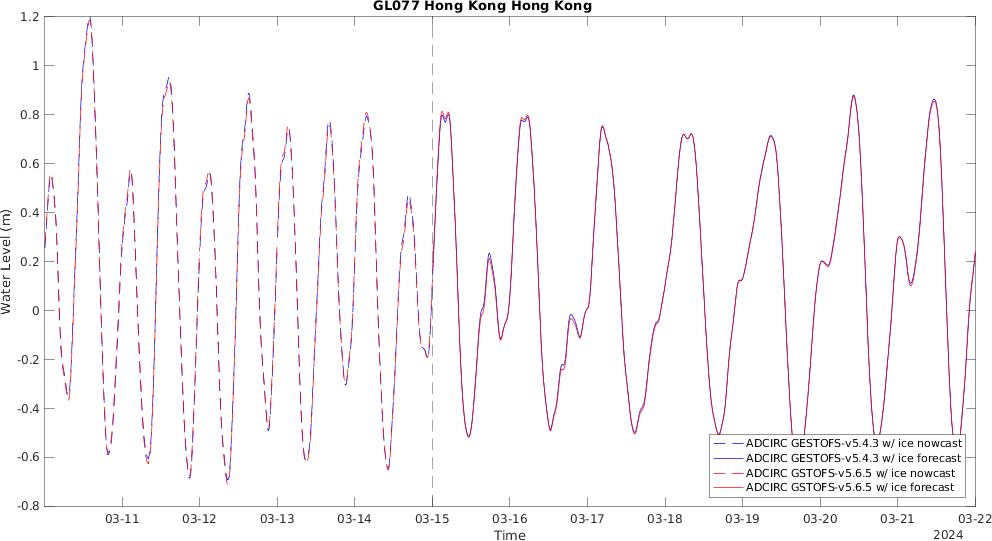 GL077 Hong Kong Hong Kong
Water Level (m)
1.2
1
0.8
0.6
0.4
0.2
0
-0.2
-0.4
-0.6
-0.8
ADCIRC GESTOFS-v5.4.3 w/ ice nowcast
ADCIRC GESTOFS-v5.4.3 w/ ice forecast
ADCIRC GSTOFS-v5.6.5 w/ ice nowcast
ADCIRC GSTOFS-v5.6.5 w/ ice forecast
03-11 03-12 03-13 03-14 03-15 03-16 03-17 03-18 03-19 03-20 03-21 03-22
Time
2024